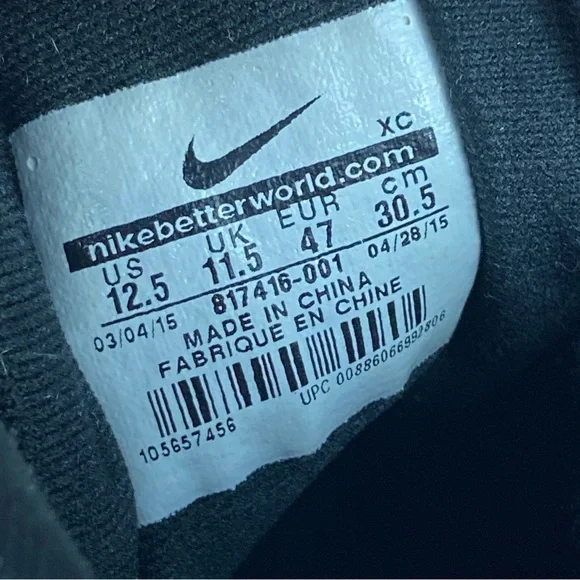 XC
nikebetterworld.com
US UK EUR cm
12.5 11.5 47 30.5
03/04/15 817416-001 04/28/15
MADE IN CHINA
FABRIQUE EN CHINE
105657456 UPC 00886066992806